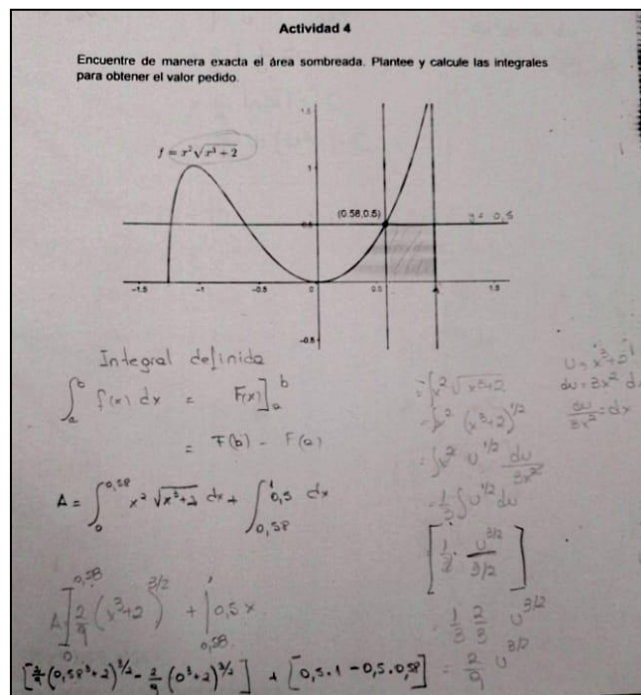 Actividad 4
Encuentre de manera exacta el área sombreada. Plantee y calcule las integrales
para obtener el valor pedido.
1.5
f = x²√(x³+2)
1
(0.58,0.5)
0.5
y = 0,5
-1.5 -1 -0.5 0 0.5 1.5
-0.5
Integral definida
∫ₐᵇ f(x) dx = F(x)]ₐᵇ
= F(b) - F(a)
A = ∫₀^0,58 x² √(x³+2) dx + ∫_0,58^1 0,5 dx
A]₀^0,58 2/9 (x³+2)^3/2 + |_0,58^1 0,5 x
[2/9 (0,58³+2)^3/2 - 2/9 (0³+2)^3/2] + [0,5.1 - 0,5.0,58]
= ∫x² √(x³+2)
= ∫x² (x³+2)^1/2
= ∫x² u^1/2 du/3x²
= 1/3 ∫u^1/2 du
[1/3 · u^3/2 / 3/2]
= 1/3 2/3 u^3/2
= 2/9 u^3/2
u = x³+2
du = 3x² d
du/3x² = dx